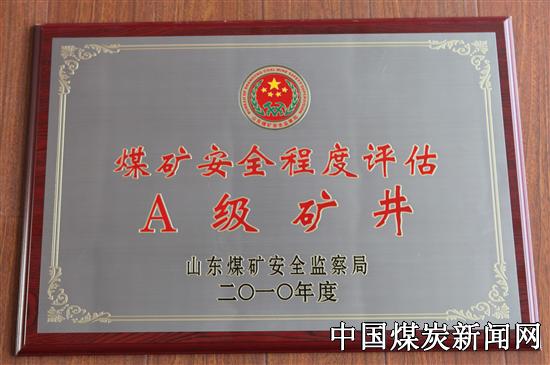 煤矿安全程度评估
A级矿井
山东煤矿安全监察局
二〇一〇年度
中国煤炭新闻网